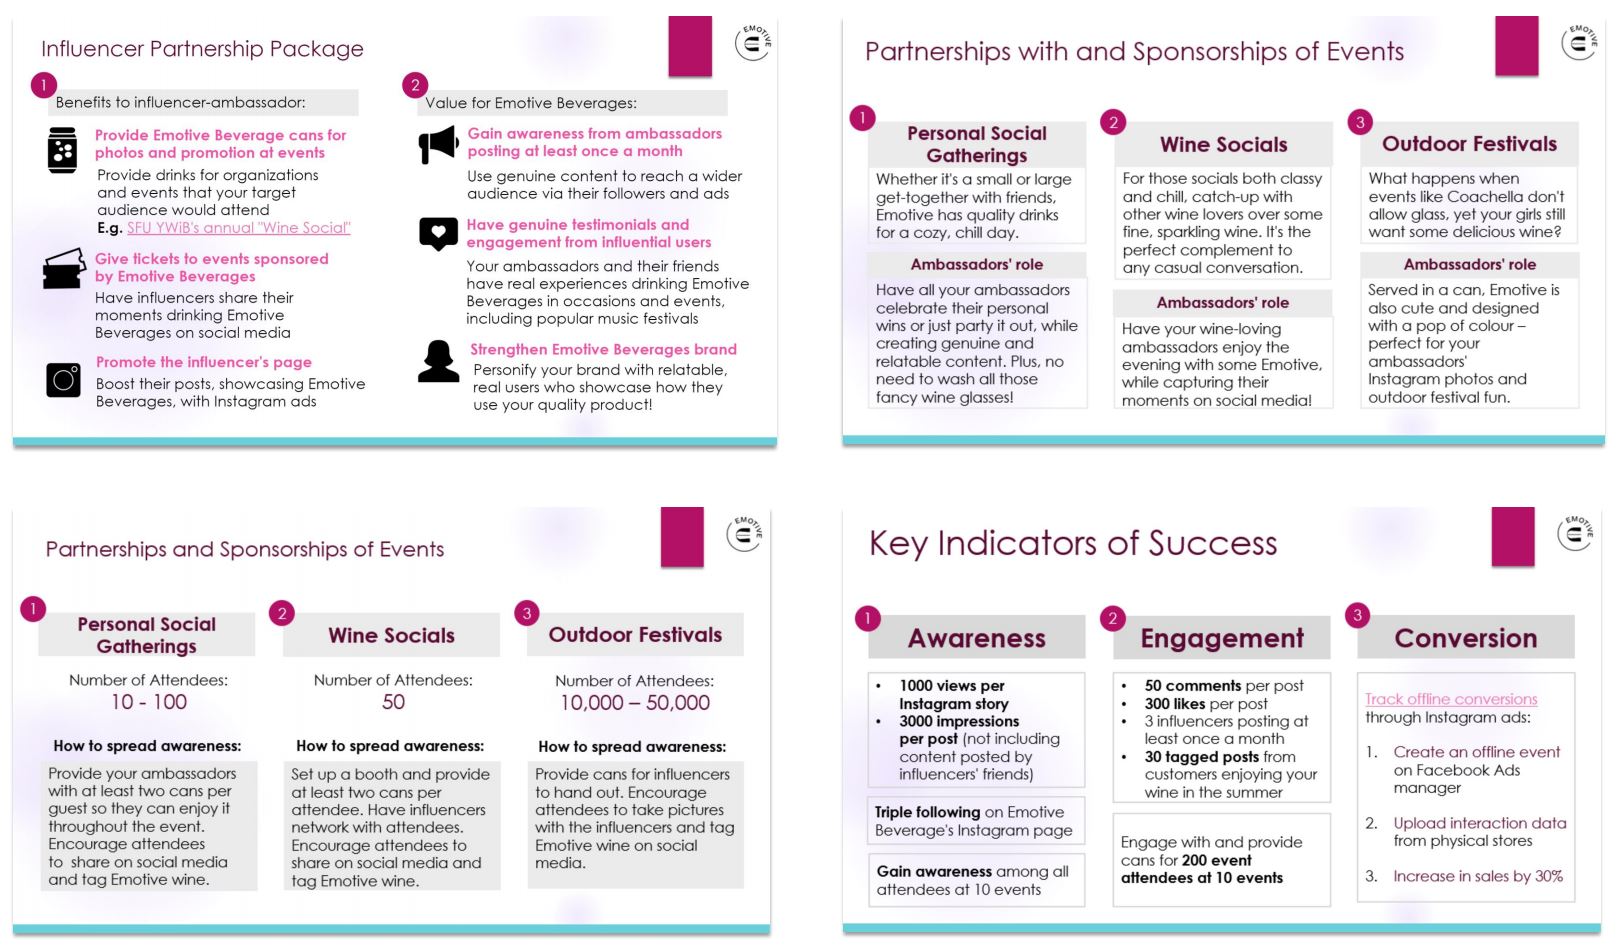 Influencer Partnership Package
EMOTIVE
1
Benefits to influencer-ambassador:
Provide Emotive Beverage cans for
photos and promotion at events
Provide drinks for organizations
and events that your target
audience would attend
E.g. SFU YWiB's annual "Wine Social"
Give tickets to events sponsored
by Emotive Beverages
Have influencers share their
moments drinking Emotive
Beverages on social media
Promote the influencer's page
Boost their posts, showcasing Emotive
Beverages, with Instagram ads
2
Value for Emotive Beverages:
Gain awareness from ambassadors
posting at least once a month
Use genuine content to reach a wider
audience via their followers and ads
Have genuine testimonials and
engagement from influential users
Your ambassadors and their friends
have real experiences drinking Emotive
Beverages in occasions and events,
including popular music festivals
Strengthen Emotive Beverages brand
Personify your brand with relatable,
real users who showcase how they
use your quality product!
Partnerships with and Sponsorships of Events
EMOTIVE
1
Personal Social
Gatherings
Whether it's a small or large
get-together with friends,
Emotive has quality drinks
for a cozy, chill day.
Ambassadors' role
Have all your ambassadors
celebrate their personal
wins or just party it out, while
creating genuine and
relatable content. Plus, no
need to wash all those
fancy wine glasses!
2
Wine Socials
For those socials both classy
and chill, catch-up with
other wine lovers over some
fine, sparkling wine. It's the
perfect complement to
any casual conversation.
Ambassadors' role
Have your wine-loving
ambassadors enjoy the
evening with some Emotive,
while capturing their
moments on social media!
3
Outdoor Festivals
What happens when
events like Coachella don't
allow glass, yet your girls still
want some delicious wine?
Ambassadors' role
Served in a can, Emotive is
also cute and designed
with a pop of colour –
perfect for your
ambassadors'
Instagram photos and
outdoor festival fun.
Partnerships and Sponsorships of Events
EMOTIVE
1
Personal Social
Gatherings
Number of Attendees:
10 - 100
How to spread awareness:
Provide your ambassadors
with at least two cans per
guest so they can enjoy it
throughout the event.
Encourage attendees
to share on social media
and tag Emotive wine.
2
Wine Socials
Number of Attendees:
50
How to spread awareness:
Set up a booth and provide
at least two cans per
attendee. Have influencers
network with attendees.
Encourage attendees to
share on social media and
tag Emotive wine.
3
Outdoor Festivals
Number of Attendees:
10,000 – 50,000
How to spread awareness:
Provide cans for influencers
to hand out. Encourage
attendees to take pictures
with the influencers and tag
Emotive wine on social
media.
Key Indicators of Success
EMOTIVE
1
Awareness
• 1000 views per
Instagram story
• 3000 impressions
per post (not including
content posted by
influencers' friends)
Triple following on Emotive
Beverage's Instagram page
Gain awareness among all
attendees at 10 events
2
Engagement
• 50 comments per post
• 300 likes per post
• 3 influencers posting at
least once a month
• 30 tagged posts from
customers enjoying your
wine in the summer
Engage with and provide
cans for 200 event
attendees at 10 events
3
Conversion
Track offline conversions
through Instagram ads:
1. Create an offline event
on Facebook Ads
manager
2. Upload interaction data
from physical stores
3. Increase in sales by 30%